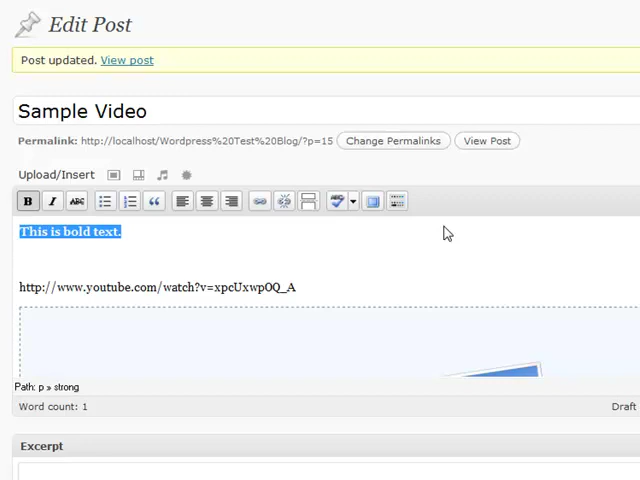 Edit Post
Post updated. View post
Sample Video
Permalink: http://localhost/Wordpress%20Test%20Blog/?p=15 Change Permalinks View Post
Upload/Insert
B I ABC ABC
This is bold text.
http://www.youtube.com/watch?v=xpcUxwpOQ_A
Path: p » strong
Word count: 1 Draft
Excerpt